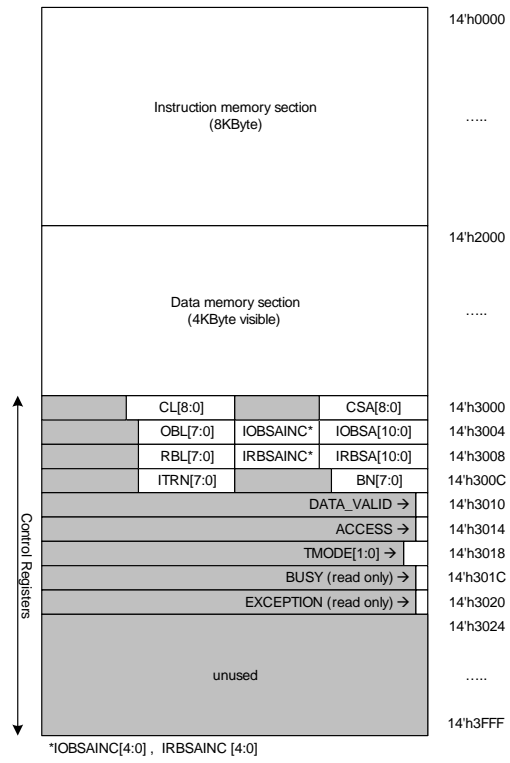 14'h0000
Instruction memory section
(8KByte)
…..
14'h2000
Data memory section
(4KByte visible)
…..
CL[8:0] CSA[8:0] 14'h3000
OBL[7:0] IOBSAINC* IOBSA[10:0] 14'h3004
RBL[7:0] IRBSAINC* IRBSA[10:0] 14'h3008
ITRN[7:0] BN[7:0] 14'h300C
DATA_VALID → 14'h3010
ACCESS → 14'h3014
TMODE[1:0] → 14'h3018
BUSY (read only) → 14'h301C
EXCEPTION (read only) → 14'h3020
14'h3024
Control Registers
unused
…..
14'h3FFF
*IOBSAINC[4:0] , IRBSAINC [4:0]